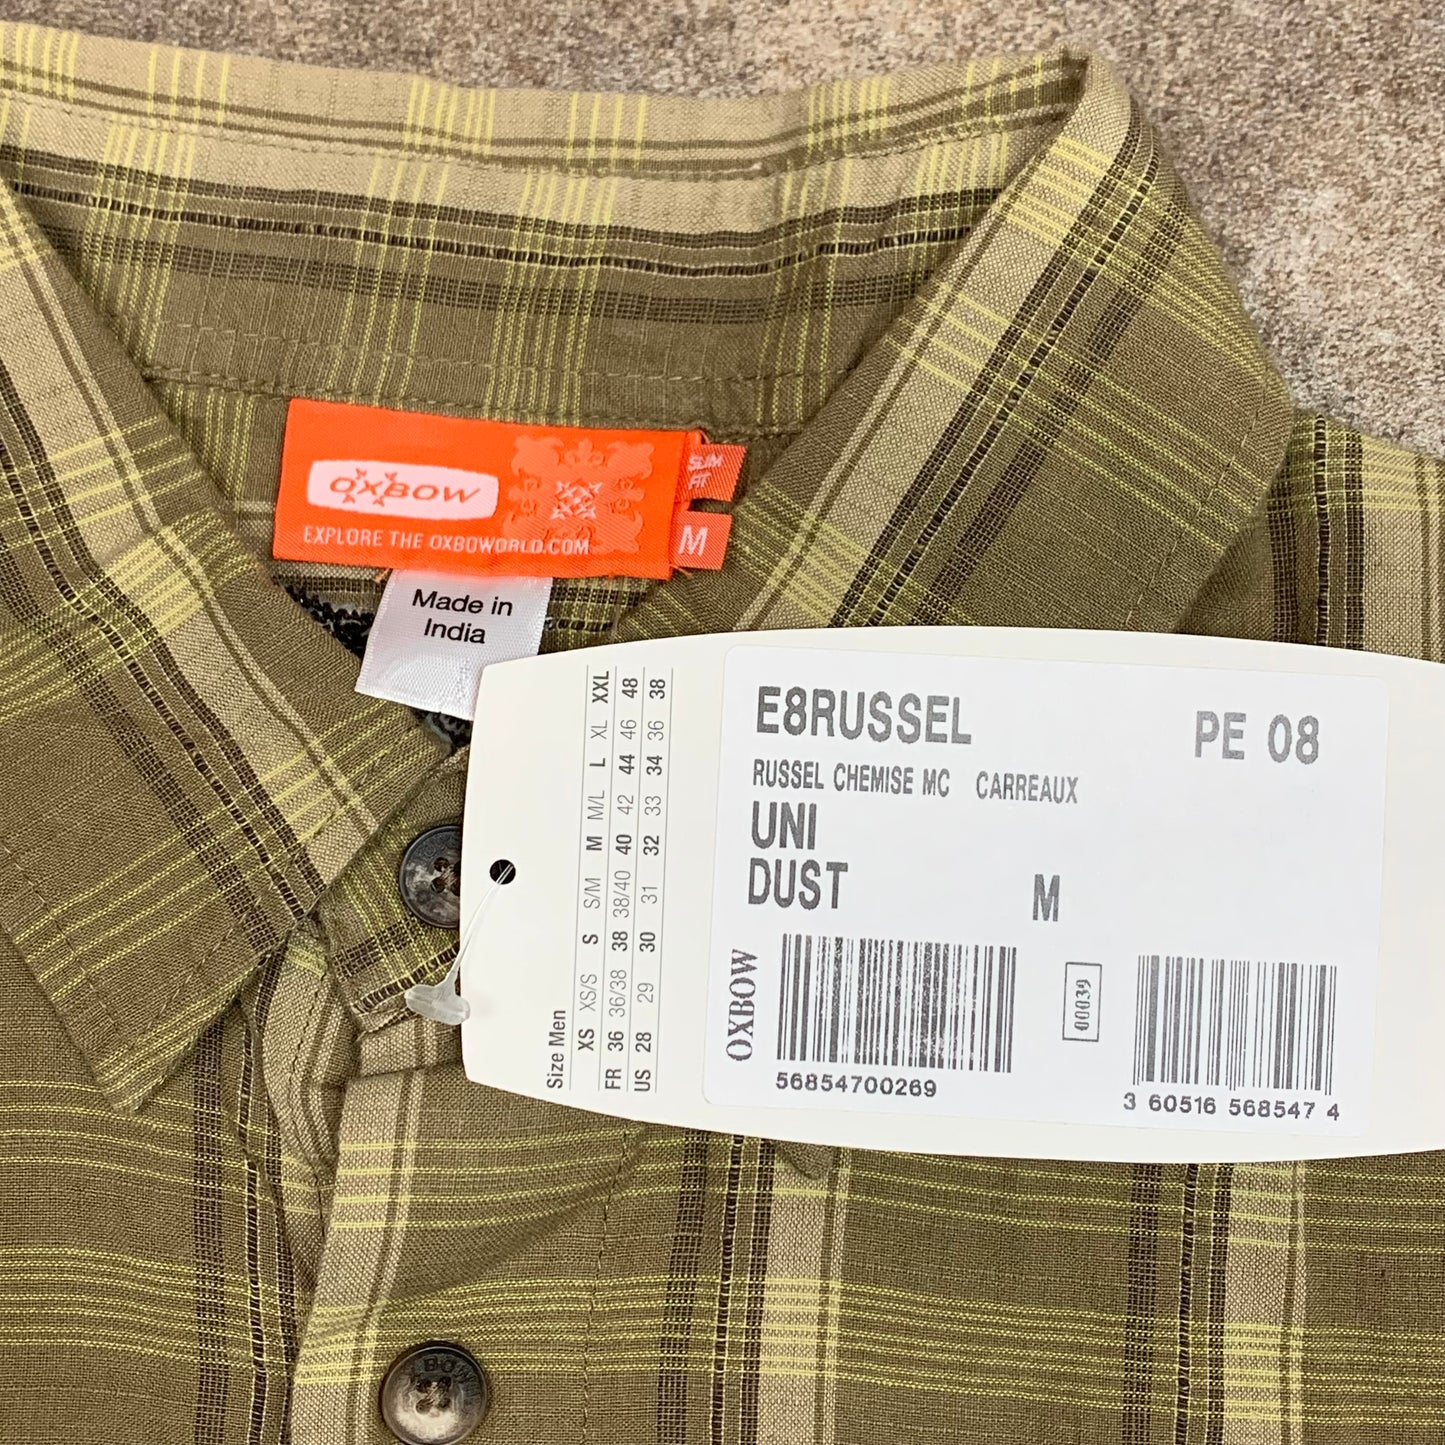 OXBOW
EXPLORE THE OXBOWORLD.COM
SLIM
FIT
M
Made in
India
Size Men
XS XS/S S S/M M M/L L XL XXL
FR 36 36/38 38 38/40 40 42 44 46 48
US 28 29 30 31 32 33 34 36 38
E8RUSSEL PE 08
RUSSEL CHEMISE MC CARREAUX
UNI
DUST M
OXBOW
00039
56854700269
3 60516 568547 4